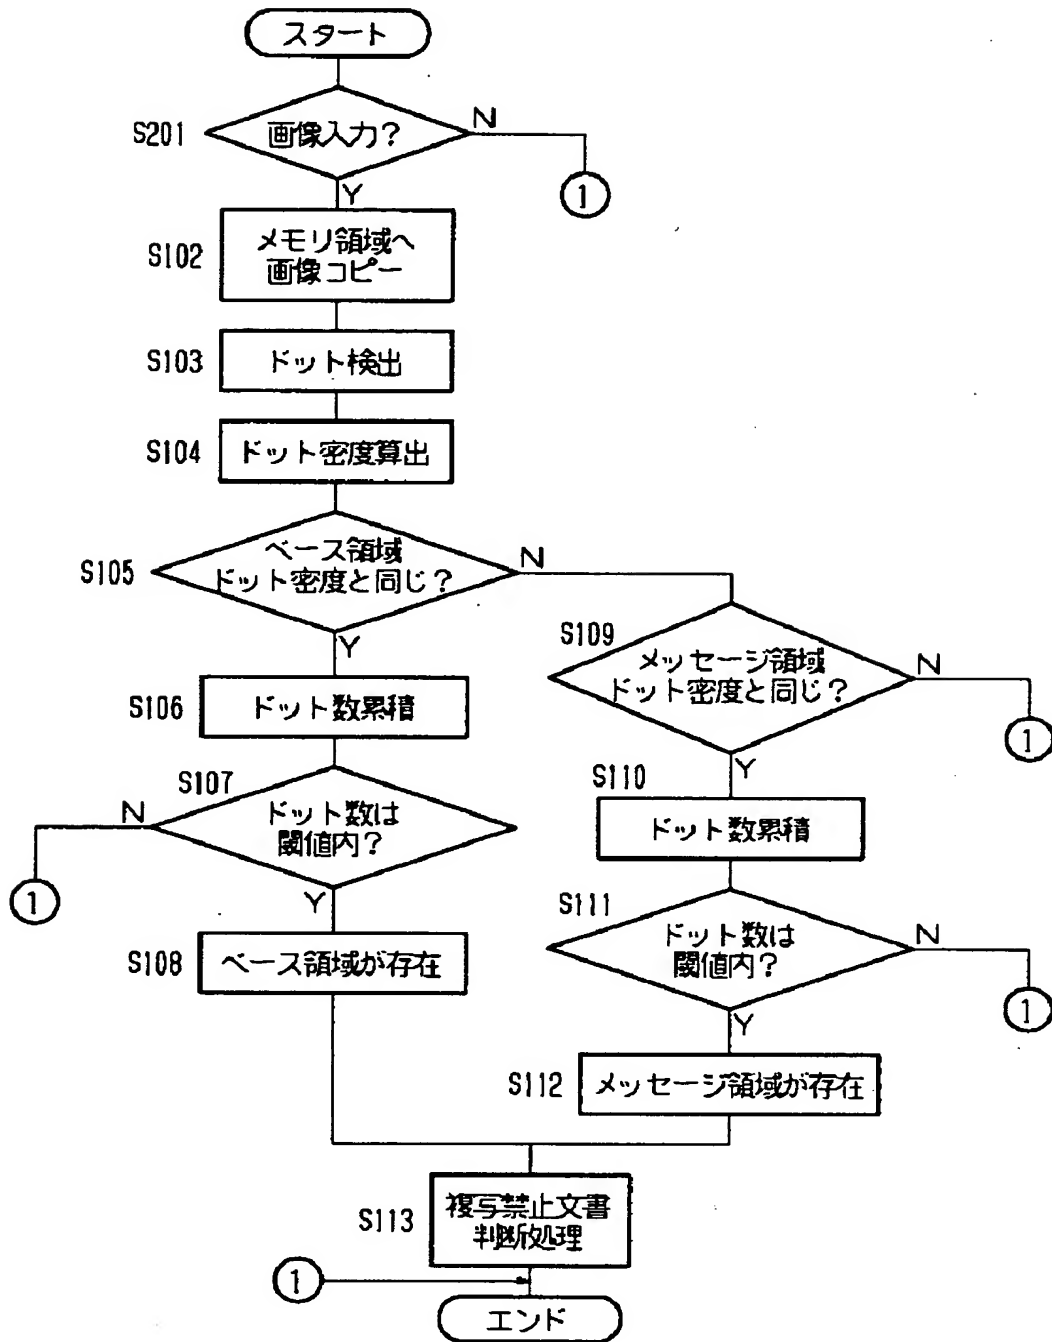 スタート
S201
画像入力?
N
1
Y
S102
メモリ領域へ
画像コピー
S103
ドット検出
S104
ドット密度算出
S105
ベース領域
ドット密度と同じ?
N
Y
S109
メッセージ領域
ドット密度と同じ?
N
1
Y
S106
ドット数累積
S107
ドット数は
閾値内?
N
1
Y
S108
ベース領域が存在
S110
ドット数累積
S111
ドット数は
閾値内?
N
1
Y
S112
メッセージ領域が存在
S113
複写禁止文書
判断処理
1
エンド